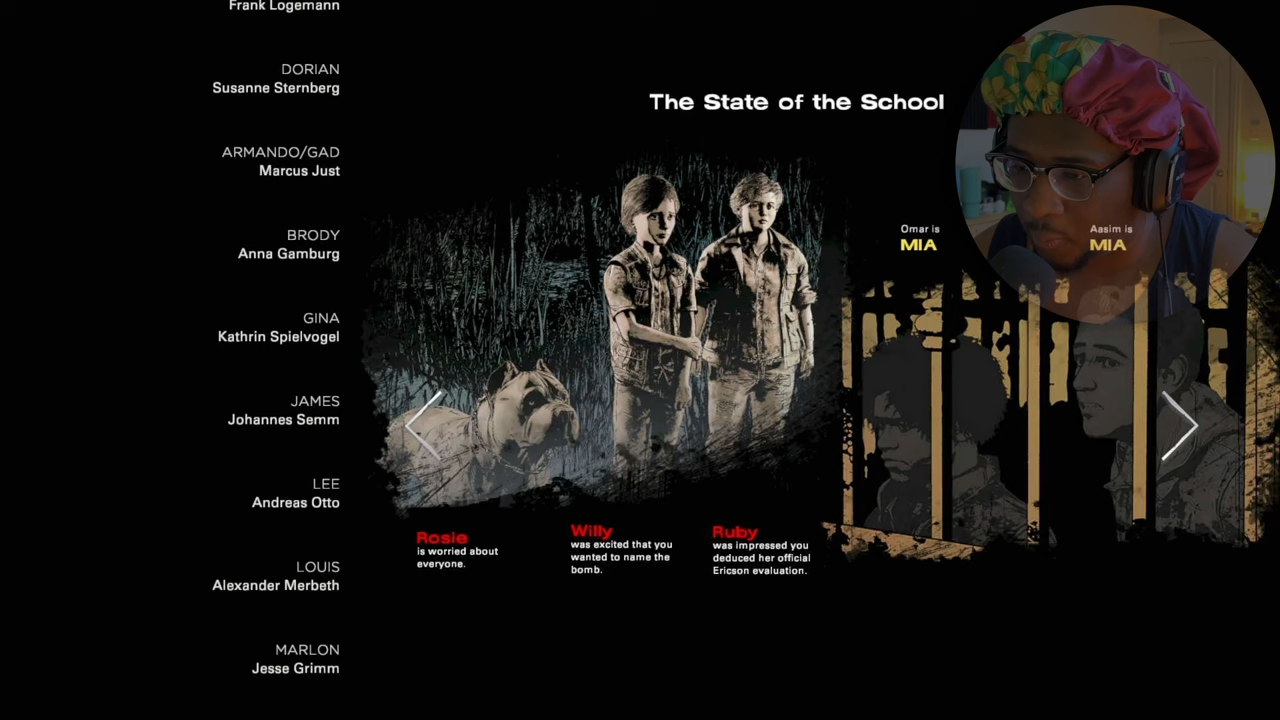 Frank Logemann
DORIAN
Susanne Sternberg
ARMANDO/GAD
Marcus Just
BRODY
Anna Gamburg
GINA
Kathrin Spielvogel
JAMES
Johannes Semm
LEE
Andreas Otto
LOUIS
Alexander Merbeth
MARLON
Jesse Grimm
The State of the School
Omar is
MIA
Aasim is
MIA
Rosie
is worried about
everyone.
Willy
was excited that you
wanted to name the
bomb.
Ruby
was impressed you
deduced her official
Ericson evaluation.